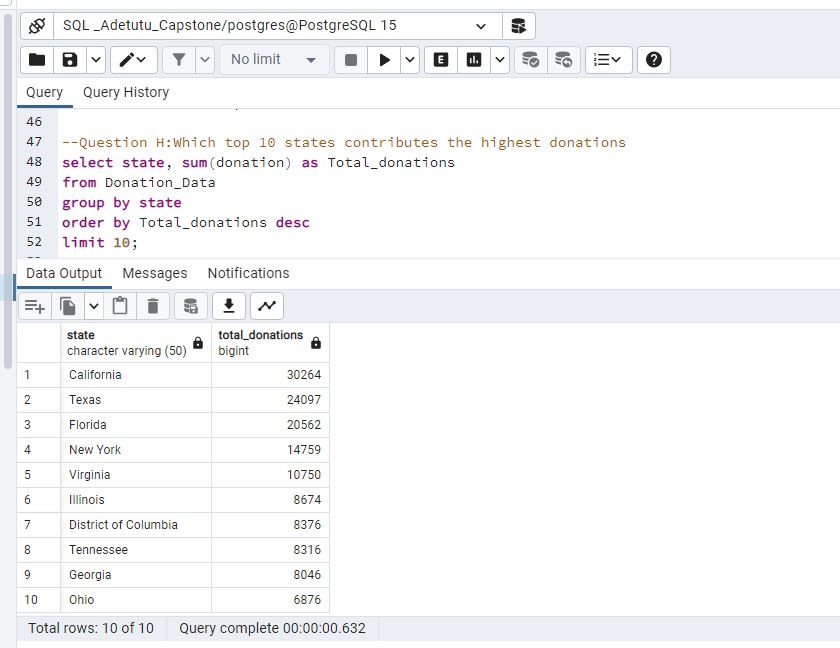 SQL _Adetutu_Capstone/postgres@PostgreSQL 15
No limit
E
Query Query History
46
47 --Question H:Which top 10 states contributes the highest donations
48 select state, sum(donation) as Total_donations
49 from Donation_Data
50 group by state
51 order by Total_donations desc
52 limit 10;
Data Output Messages Notifications
state total_donations
character varying (50) bigint
1 California 30264
2 Texas 24097
3 Florida 20562
4 New York 14759
5 Virginia 10750
6 Illinois 8674
7 District of Columbia 8376
8 Tennessee 8316
9 Georgia 8046
10 Ohio 6876
Total rows: 10 of 10 Query complete 00:00:00.632